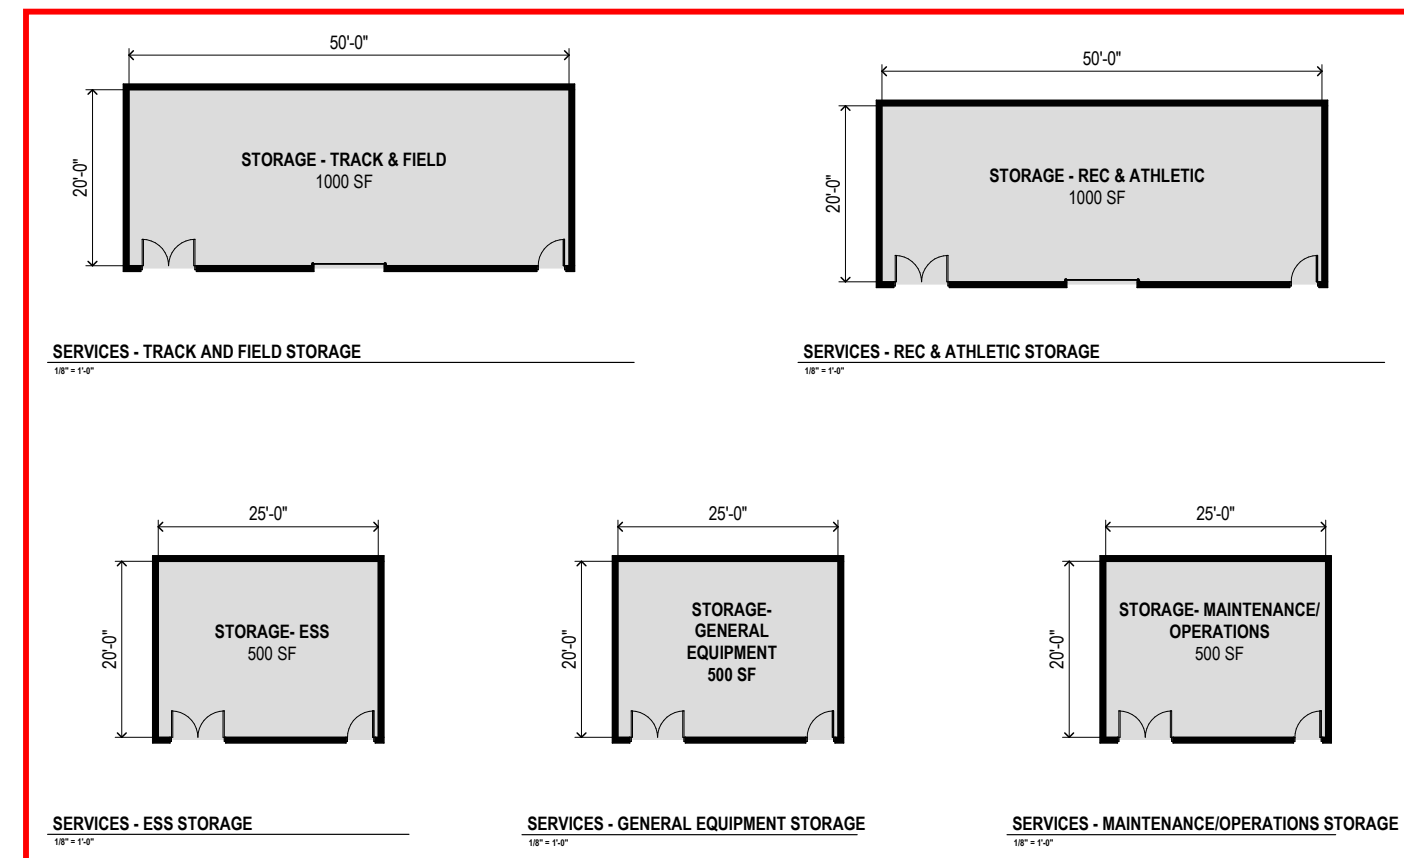 50'-0"
20'-0"
STORAGE - TRACK & FIELD
1000 SF
SERVICES - TRACK AND FIELD STORAGE
1/8" = 1'-0"
50'-0"
20'-0"
STORAGE - REC & ATHLETIC
1000 SF
SERVICES - REC & ATHLETIC STORAGE
1/8" = 1'-0"
25'-0"
20'-0"
STORAGE- ESS
500 SF
SERVICES - ESS STORAGE
1/8" = 1'-0"
25'-0"
20'-0"
STORAGE-
GENERAL
EQUIPMENT
500 SF
SERVICES - GENERAL EQUIPMENT STORAGE
1/8" = 1'-0"
25'-0"
20'-0"
STORAGE- MAINTENANCE/
OPERATIONS
500 SF
SERVICES - MAINTENANCE/OPERATIONS STORAGE
1/8" = 1'-0"